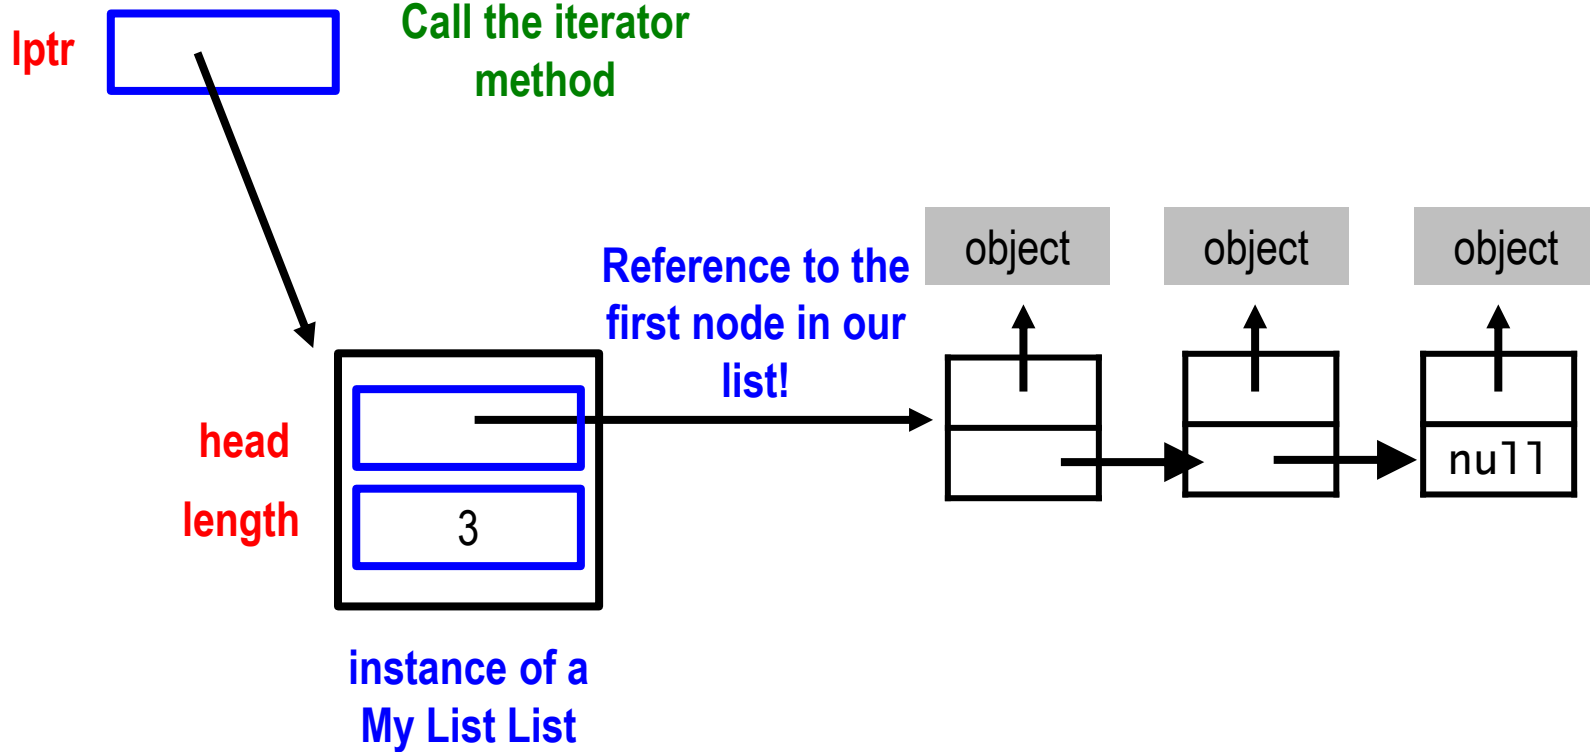 lptr
Call the iterator
method
object
object
object
Reference to the
first node in our
list!
head
length
3
null
instance of a
My List List